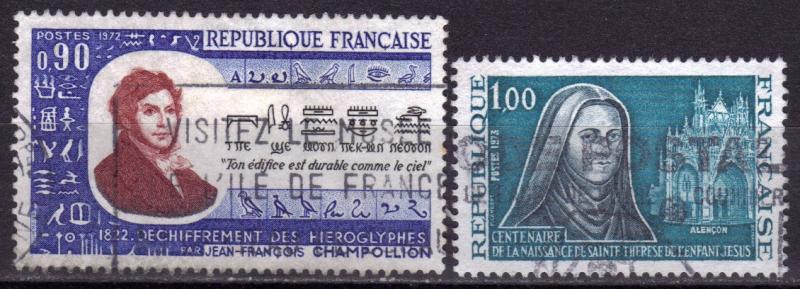 POSTES 1972
0,90
REPUBLIQUE FRANÇAISE
"Ton édifice est durable comme le ciel"
VISITEZ
L'ILE DE FRANCE
1822. DECHIFFREMENT DES HIEROGLYPHES
PAR JEAN-FRANÇOIS CHAMPOLLION
REPUBLIQUE
FRANÇAISE
1,00
POSTES 1973
ALENÇON
CENTENAIRE
DE LA NAISSANCE DE SAINTE THERESE DE L'ENFANT JESUS